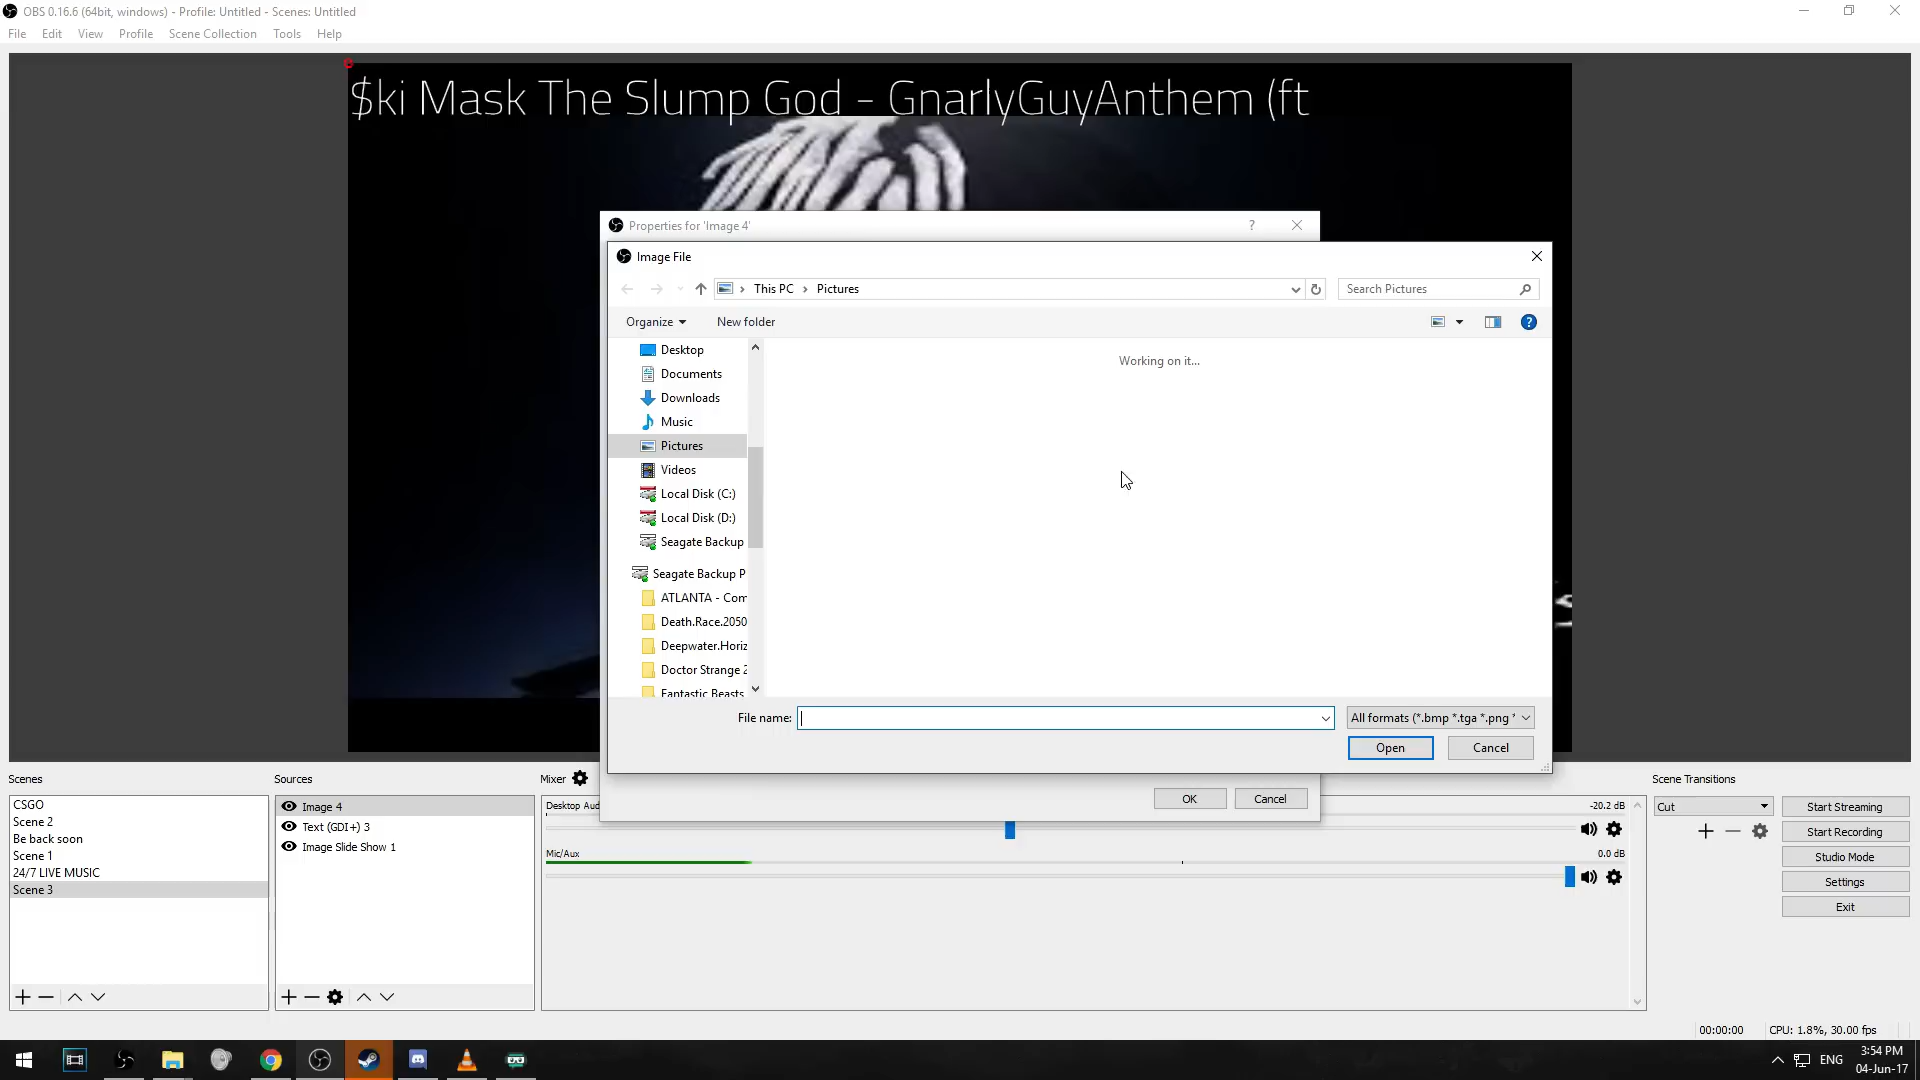 OBS 0.16.6 (64bit, windows) - Profile: Untitled - Scenes: Untitled
File Edit View Profile Scene Collection Tools Help
$ki Mask The Slump God - GnarlyGuyAnthem (ft
Properties for 'Image 4'
?
Image File
This PC > Pictures
Search Pictures
Organize
New folder
Desktop
Documents
Downloads
Music
Pictures
Videos
Local Disk (C:)
Local Disk (D:)
Seagate Backup
Seagate Backup P
ATLANTA - Com
Death.Race.2050
Deepwater.Horiz
Doctor Strange 2
Fantastic Beasts
Working on it...
File name:
All formats (*.bmp *.tga *.png *
Open
Cancel
OK
Cancel
Scenes
CSGO
Scene 2
Be back soon
Scene 1
24/7 LIVE MUSIC
Scene 3
Sources
Image 4
Text (GDI+) 3
Image Slide Show 1
Mixer
Desktop Aud
-20.2 dB
Mic/Aux
0.0 dB
Scene Transitions
Cut
Start Streaming
Start Recording
Studio Mode
Settings
Exit
00:00:00
CPU: 1.8%, 30.00 fps
ENG
3:54 PM
04-Jun-17